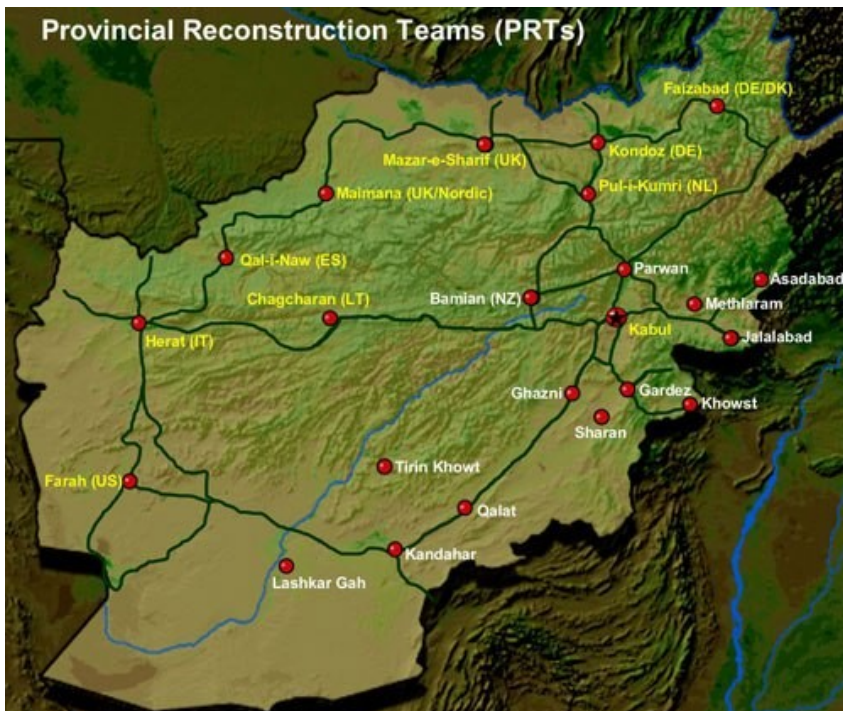 Provincial Reconstruction Teams (PRTs)
Faizabad (DE/DK)
Mazar-e-Sharif (UK)
Kondoz (DE)
Maimana (UK/Nordic)
Pul-i-Kumri (NL)
Qal-i-Naw (ES)
Parwan
Asadabad
Chagcharan (LT)
Bamian (NZ)
Methlaram
Herat (IT)
Kabul
Jalalabad
Ghazni
Gardez
Khowst
Sharan
Tirin Khowt
Farah (US)
Qalat
Kandahar
Lashkar Gah